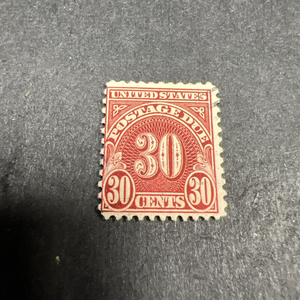 UNITED STATES
POSTAGE DUE
30
30 CENTS 30